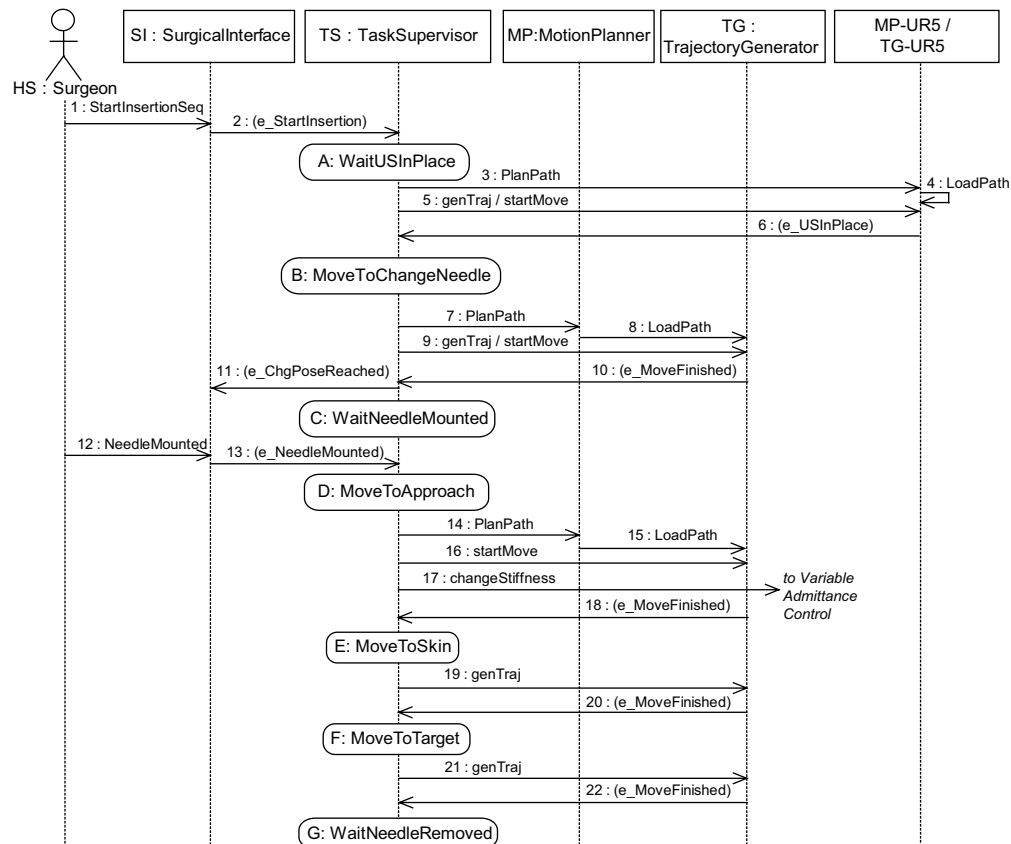 SI : SurgicalInterface
TS : TaskSupervisor
MP:MotionPlanner
TG :
TrajectoryGenerator
MP-UR5 /
TG-UR5
HS : Surgeon
1 : StartInsertionSeq
2 : (e_StartInsertion)
A: WaitUSInPlace
3 : PlanPath
4 : LoadPath
5 : genTraj / startMove
6 : (e_USInPlace)
B: MoveToChangeNeedle
7 : PlanPath
8 : LoadPath
9 : genTraj / startMove
10 : (e_MoveFinished)
11 : (e_ChgPoseReached)
C: WaitNeedleMounted
12 : NeedleMounted
13 : (e_NeedleMounted)
D: MoveToApproach
14 : PlanPath
15 : LoadPath
16 : startMove
17 : changeStiffness
to Variable
Admittance
Control
18 : (e_MoveFinished)
E: MoveToSkin
19 : genTraj
20 : (e_MoveFinished)
F: MoveToTarget
21 : genTraj
22 : (e_MoveFinished)
G: WaitNeedleRemoved